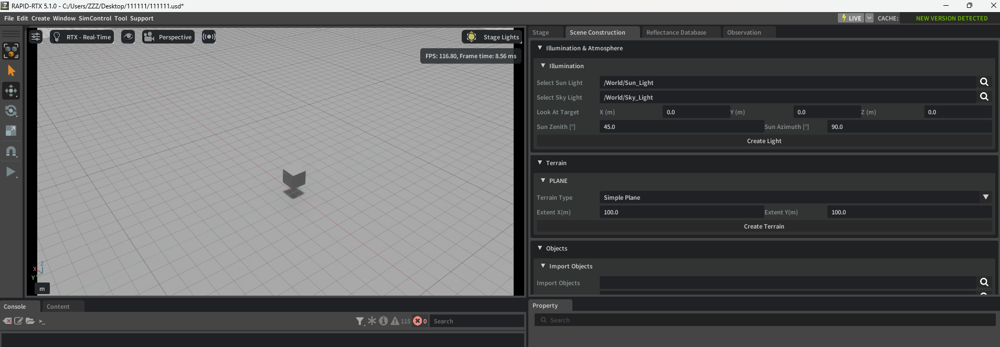 RAPID-RTX 5.1.0 - C:/Users/ZZZ/Desktop/111111/111111.usd*
File Edit Create Window SimControl Tool Support
LIVE CACHE: NEW VERSION DETECTED
RTX - Real-Time Perspective Stage Lights
FPS: 116.80, Frame time: 8.56 ms
Z
X
Y
m
Stage Scene Construction Reflectance Database Observation
Illumination & Atmosphere
Illumination
Select Sun Light /World/Sun_Light
Select Sky Light /World/Sky_Light
Look At Target X (m) 0.0 Y (m) 0.0 Z (m) 0.0
Sun Zenith [°] 45.0 Sun Azimuth [°] 90.0
Create Light
Terrain
PLANE
Terrain Type Simple Plane
Extent X(m) 100.0 Extent Y(m) 100.0
Create Terrain
Objects
Import Objects
Import Objects
Console Content
>_ 115 0 Search
Property
Search